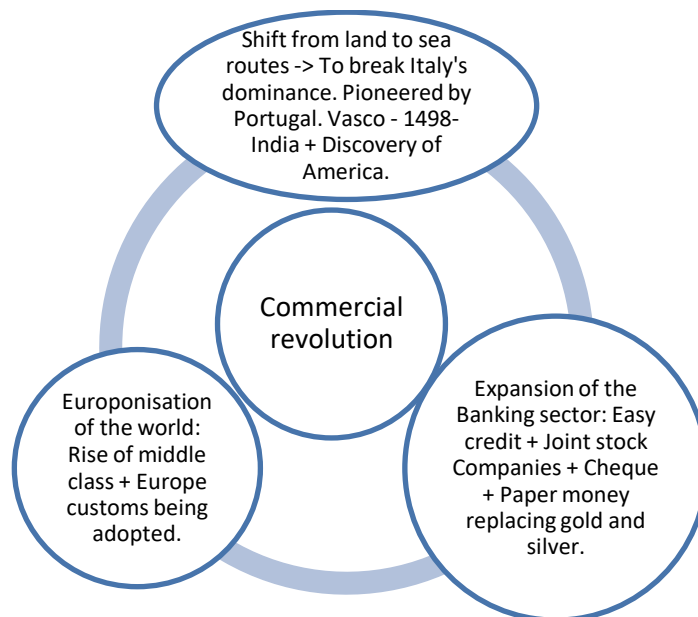 Shift from land to sea
routes -> To break Italy's
dominance. Pioneered by
Portugal. Vasco - 1498-
India + Discovery of
America.
Commercial
revolution
Europonisation
of the world:
Rise of middle
class + Europe
customs being
adopted.
Expansion of the
Banking sector: Easy
credit + Joint stock
Companies + Cheque
+ Paper money
replacing gold and
silver.